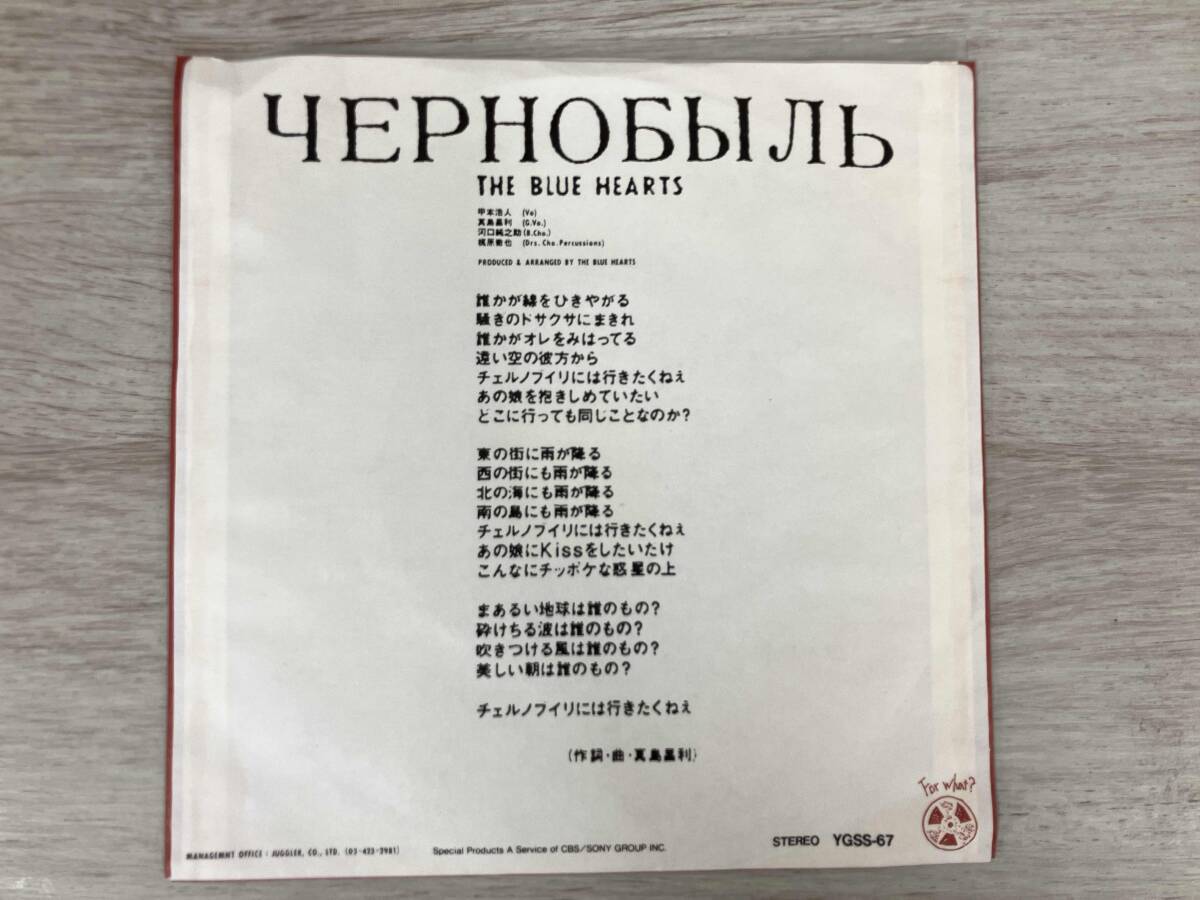 ЧЕРНОБЫЛЬ
THE BLUE HEARTS
甲本浩人 (Vo)
真島昌利 (G.Vo.)
河口純之助 (B.Cho.)
梶原徹也 (Drs. Cho. Percussions)
PRODUCED & ARRANGED BY THE BLUE HEARTS
誰かが線をひきやがる
騒きのドサクサにまきれ
誰かがオレをみはってる
遠い空の彼方から
チェルノブイリには行きたくねぇ
あの娘を抱きしめていたい
どこに行っても同じことなのか?
東の街に雨が降る
西の街にも雨が降る
北の海にも雨が降る
南の島にも雨が降る
チェルノブイリには行きたくねぇ
あの娘にKissをしたいたけ
こんなにチッポケな惑星の上
まあるい地球は誰のもの?
砕けちる波は誰のもの?
吹きつける風は誰のもの?
美しい朝は誰のもの?
チェルノブイリには行きたくねぇ
(作詞・曲・真島昌利)
For what?
MANAGEMNT OFFICE : JUGGLER, CO., LTD. (03-423-2981)
Special Products A Service of CBS/SONY GROUP INC.
STEREO YGSS-67